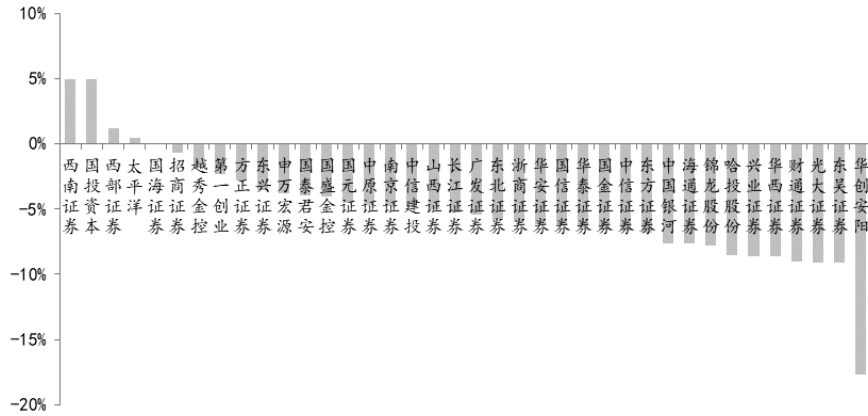 10%
5%
0%
-5%
-10%
-15%
-20%
西南证券
国投资本
西部证券
太平洋
国海证券
招商证券
越秀金控
第一创业
方正证券
东兴证券
申万宏源
国泰君安
国盛金控
国元证券
中原证券
南京证券
中信建投
山西证券
长江证券
广发证券
东北证券
浙商证券
华安证券
国信证券
华泰证券
国金证券
中信证券
东方证券
中国银河
海通证券
锦龙股份
哈投股份
兴业证券
华西证券
财通证券
光大证券
东吴证券
华创安阳